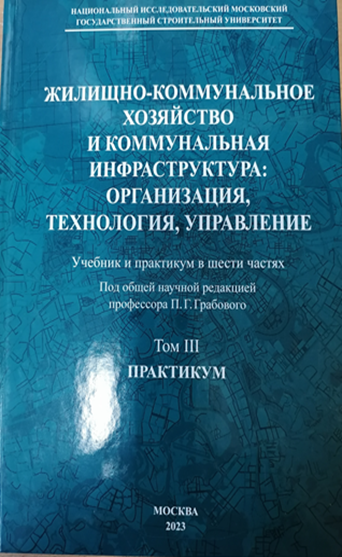 НАЦИОНАЛЬНЫЙ ИССЛЕДОВАТЕЛЬСКИЙ МОСКОВСКИЙ
ГОСУДАРСТВЕННЫЙ СТРОИТЕЛЬНЫЙ УНИВЕРСИТЕТ
ЖИЛИЩНО-КОММУНАЛЬНОЕ
ХОЗЯЙСТВО
И КОММУНАЛЬНАЯ
ИНФРАСТРУКТУРА:
ОРГАНИЗАЦИЯ,
ТЕХНОЛОГИЯ, УПРАВЛЕНИЕ
Учебник и практикум в шести частях
Под общей научной редакцией
профессора П. Г. Грабового
Том III
ПРАКТИКУМ
МОСКВА
2023